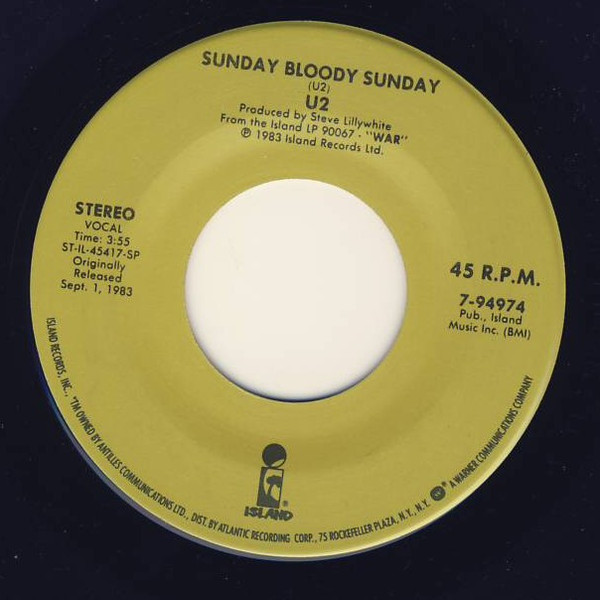 SUNDAY BLOODY SUNDAY
(U2)
U2
Produced by Steve Lillywhite
From the Island LP 90067 - "WAR"
℗ 1983 Island Records Ltd.
STEREO
VOCAL
Time: 3:55
ST-IL-45417-SP
Originally
Released
Sept. 1, 1983
45 R.P.M.
7-94974
Pub., Island
Music Inc. (BMI)
ISLAND®
ISLAND RECORDS, INC., *TM OWNED BY ANTILLES COMMUNICATIONS LTD., DIST. BY ATLANTIC RECORDING CORP., 75 ROCKEFELLER PLAZA, N.Y., N.Y. A WARNER COMMUNICATIONS COMPANY